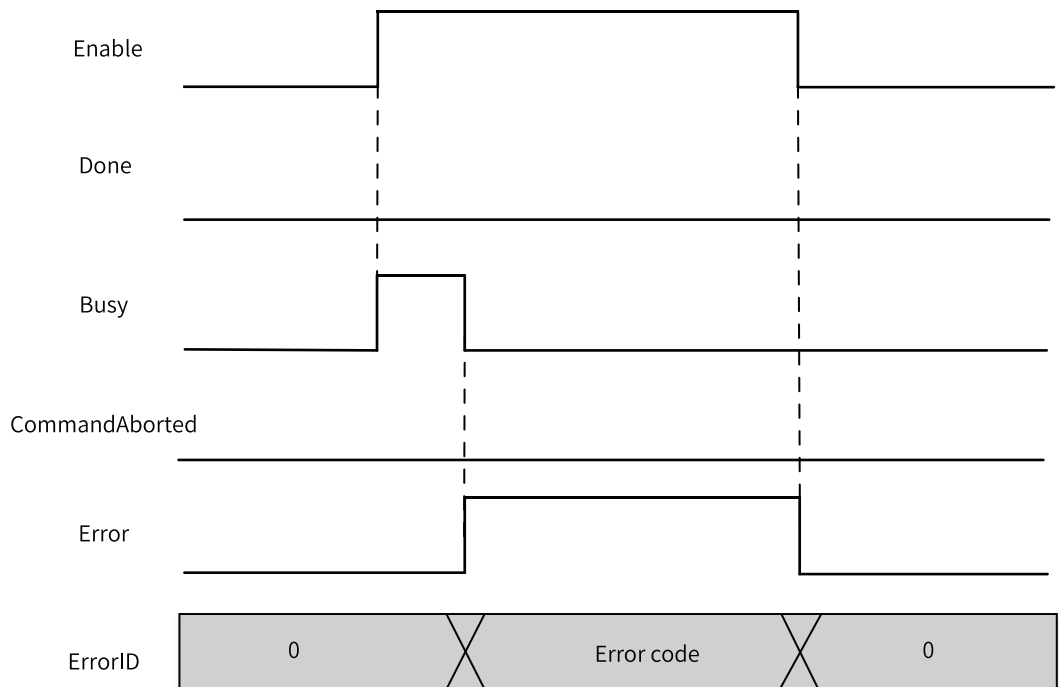 Enable
Done
Busy
CommandAborted
Error
ErrorID
0
Error code
0